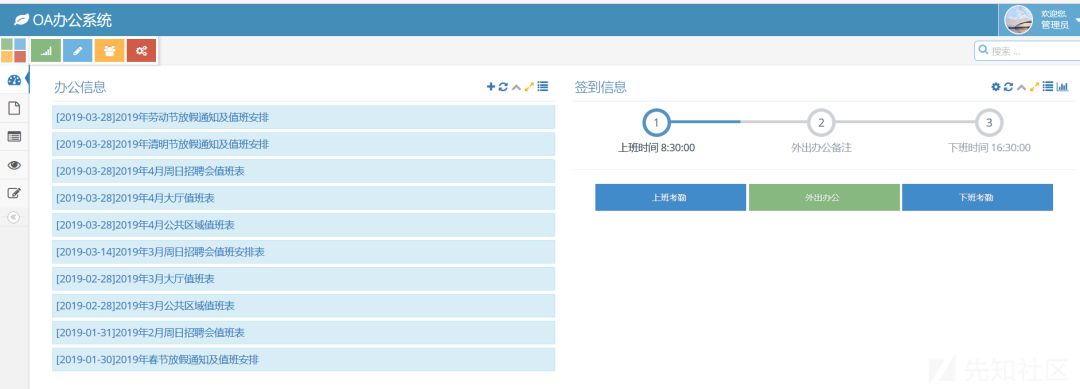 OA办公系统
欢迎您,
管理员
搜索 ...
办公信息
[2019-03-28]2019年劳动节放假通知及值班安排
[2019-03-28]2019年清明节放假通知及值班安排
[2019-03-28]2019年4月周日招聘会值班表
[2019-03-28]2019年4月大厅值班表
[2019-03-28]2019年4月公共区域值班表
[2019-03-14]2019年3月周日招聘会值班安排表
[2019-02-28]2019年3月大厅值班表
[2019-02-28]2019年3月公共区域值班表
[2019-01-31]2019年2月周日招聘会值班表
[2019-01-30]2019年春节放假通知及值班安排
签到信息
1 2 3
上班时间 8:30:00 外出办公备注 下班时间 16:30:00
上班考勤 外出办公 下班考勤
先知社区